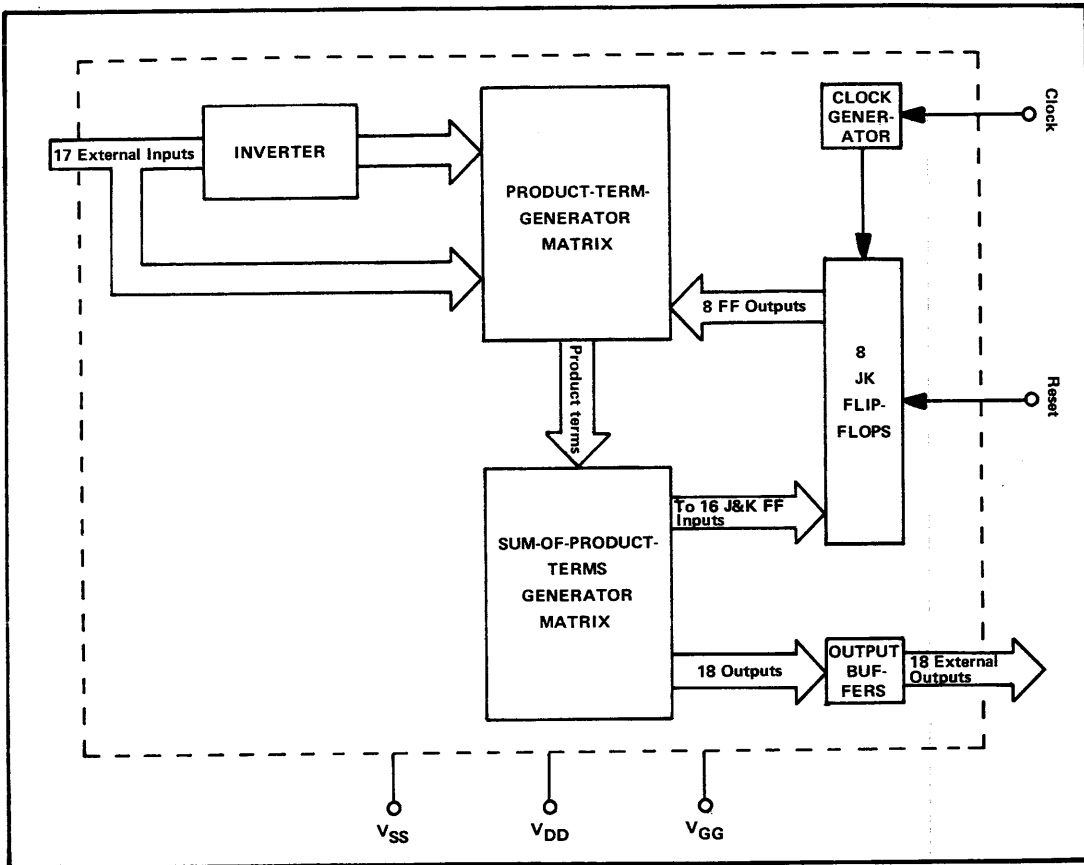 17 External Inputs
INVERTER
PRODUCT-TERM-
GENERATOR
MATRIX
CLOCK
GENER-
ATOR
Clock
8 FF Outputs
8
JK
FLIP-
FLOPS
Reset
Product terms
SUM-OF-PRODUCT-
TERMS
GENERATOR
MATRIX
To 16 J&K FF
Inputs
18 Outputs
OUTPUT
BUF-
FERS
18 External
Outputs
VSS
VDD
VGG